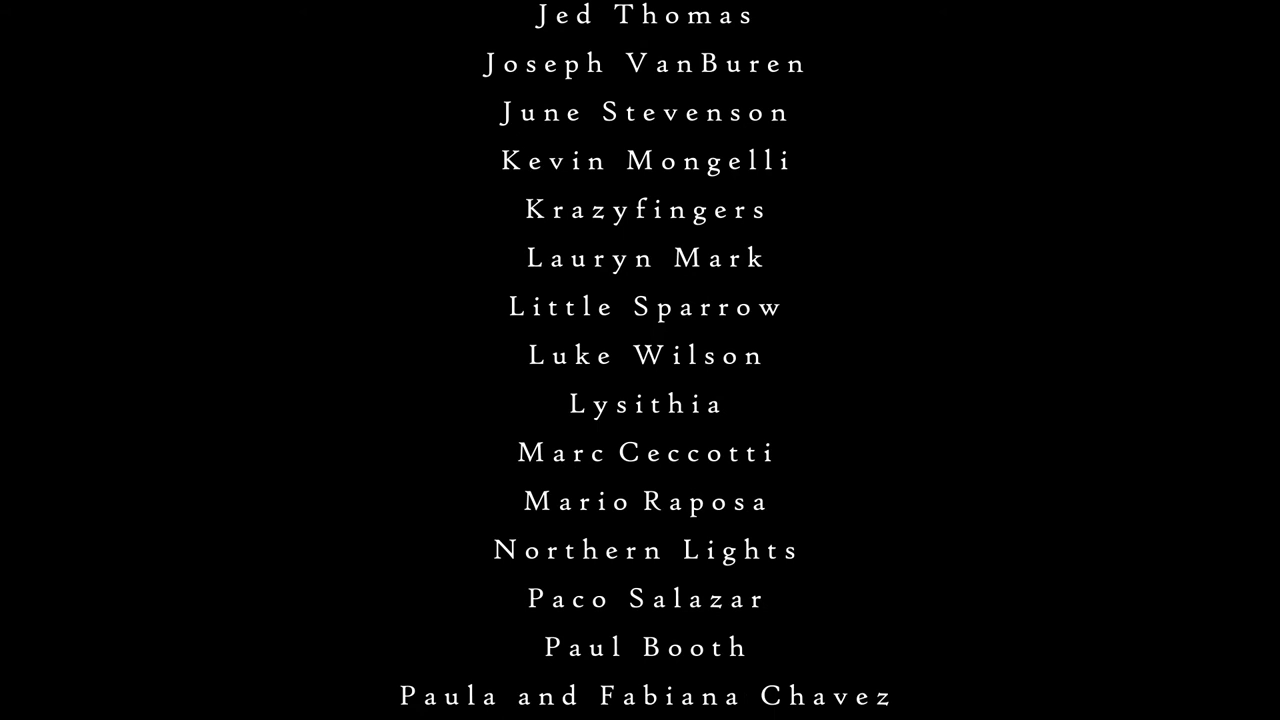 Jed Thomas
Joseph VanBuren
June Stevenson
Kevin Mongelli
Krazyfingers
Lauryn Mark
Little Sparrow
Luke Wilson
Lysithia
Marc Ceccotti
Mario Raposa
Northern Lights
Paco Salazar
Paul Booth
Paula and Fabiana Chavez